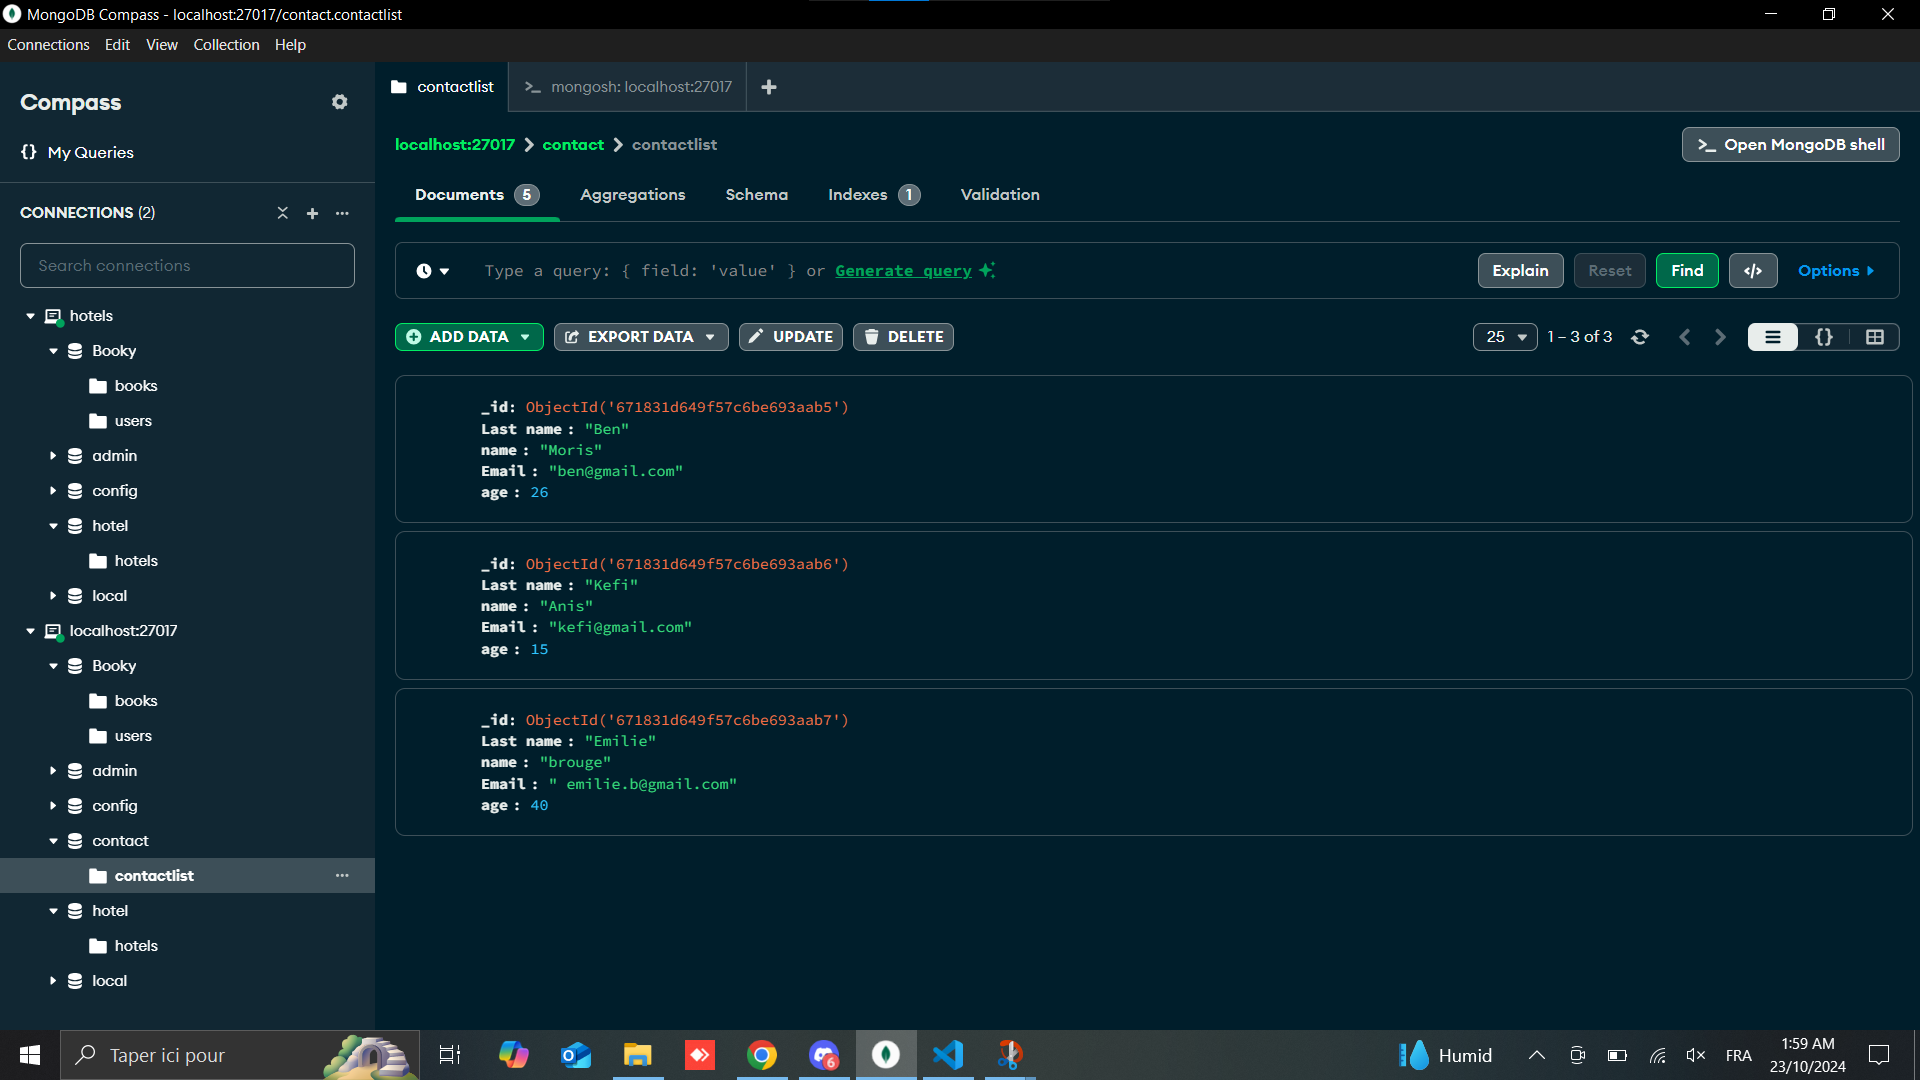 MongoDB Compass - localhost:27017/contact.contactlist
Connections Edit View Collection Help
Compass
{} My Queries
CONNECTIONS (2)
Search connections
hotels
Booky
books
users
admin
config
hotel
hotels
local
localhost:27017
Booky
books
users
admin
config
contact
contactlist
hotel
hotels
local
contactlist
>_ mongosh: localhost:27017
localhost:27017 > contact > contactlist
>_ Open MongoDB shell
Documents 5 Aggregations Schema Indexes 1 Validation
Type a query: { field: 'value' } or Generate query
Explain Reset Find </> Options
ADD DATA EXPORT DATA UPDATE DELETE
25 1 – 3 of 3 {}
_id: ObjectId('671831d649f57c6be693aab5')
Last name : "Ben"
name : "Moris"
Email : "ben@gmail.com"
age : 26
_id: ObjectId('671831d649f57c6be693aab6')
Last name : "Kefi"
name : "Anis"
Email : "kefi@gmail.com"
age : 15
_id: ObjectId('671831d649f57c6be693aab7')
Last name : "Emilie"
name : "brouge"
Email : " emilie.b@gmail.com"
age : 40
Taper ici pour
6
Humid
FRA
1:59 AM
23/10/2024